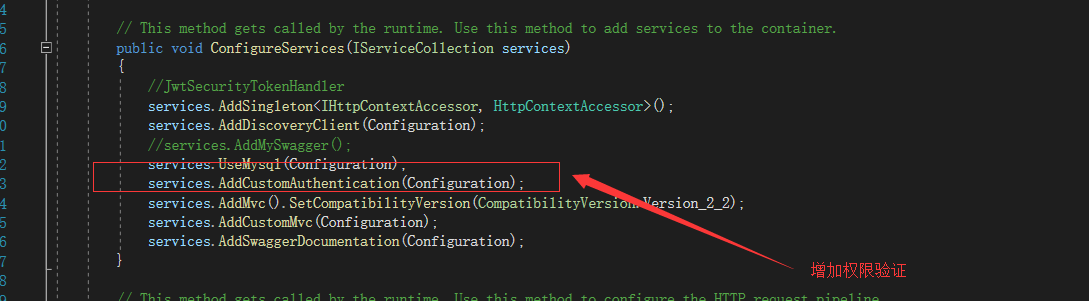 4
5 // This method gets called by the runtime. Use this method to add services to the container.
6 public void ConfigureServices(IServiceCollection services)
7 {
8 //JwtSecurityTokenHandler
9 services.AddSingleton<IHttpContextAccessor, HttpContextAccessor>();
0 services.AddDiscoveryClient(Configuration);
1 //services.AddMySwagger();
2 services.UseMysql(Configuration);
3 services.AddCustomAuthentication(Configuration);
4 services.AddMvc().SetCompatibilityVersion(CompatibilityVersion.Version_2_2);
5 services.AddCustomMvc(Configuration);
6 services.AddSwaggerDocumentation(Configuration);
7 }
增加权限验证
8
9 // This method gets called by the runtime. Use this method to configure the HTTP request pipeline.